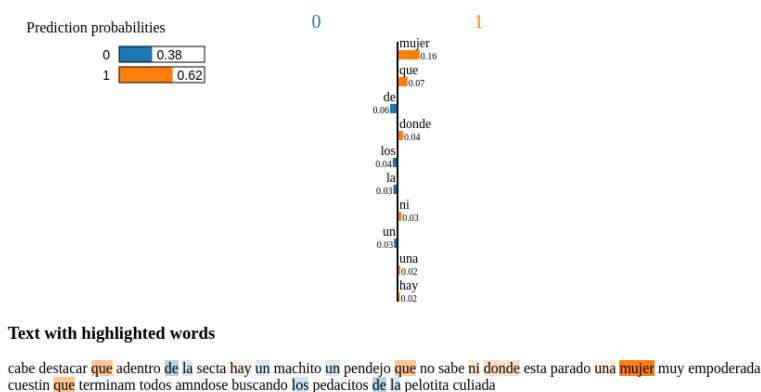 Prediction probabilities
0 0.38
1 0.62
0 1
mujer
0.16
que
0.07
de
0.06
donde
0.04
los
0.04
la
0.03
ni
0.03
un
0.03
una
0.02
hay
0.02
Text with highlighted words
cabe destacar que adentro de la secta hay un machito un pendejo que no sabe ni donde esta parado una mujer muy empoderada
cuestin que terminam todos amndose buscando los pedacitos de la pelotita culiada